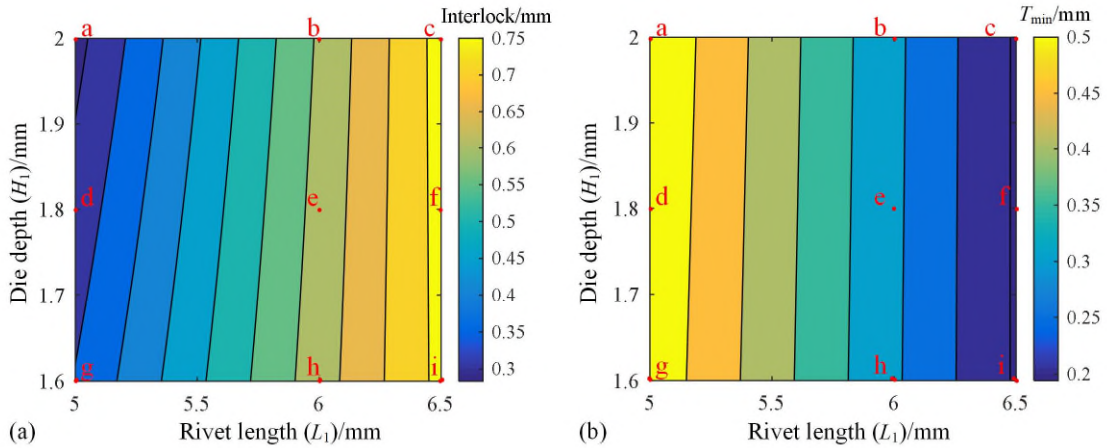 Interlock/mm
a b c
2
1.9
1.8
1.7
1.6
d e f
g h i
5 5.5 6 6.5
0.75
0.7
0.65
0.6
0.55
0.5
0.45
0.4
0.35
0.3
Die depth (H₁)/mm
Rivet length (L₁)/mm
(a)
Tmin/mm
a b c
2
1.9
1.8
1.7
1.6
d e f
g h i
5 5.5 6 6.5
0.5
0.45
0.4
0.35
0.3
0.25
0.2
Die depth (H₁)/mm
Rivet length (L₁)/mm
(b)